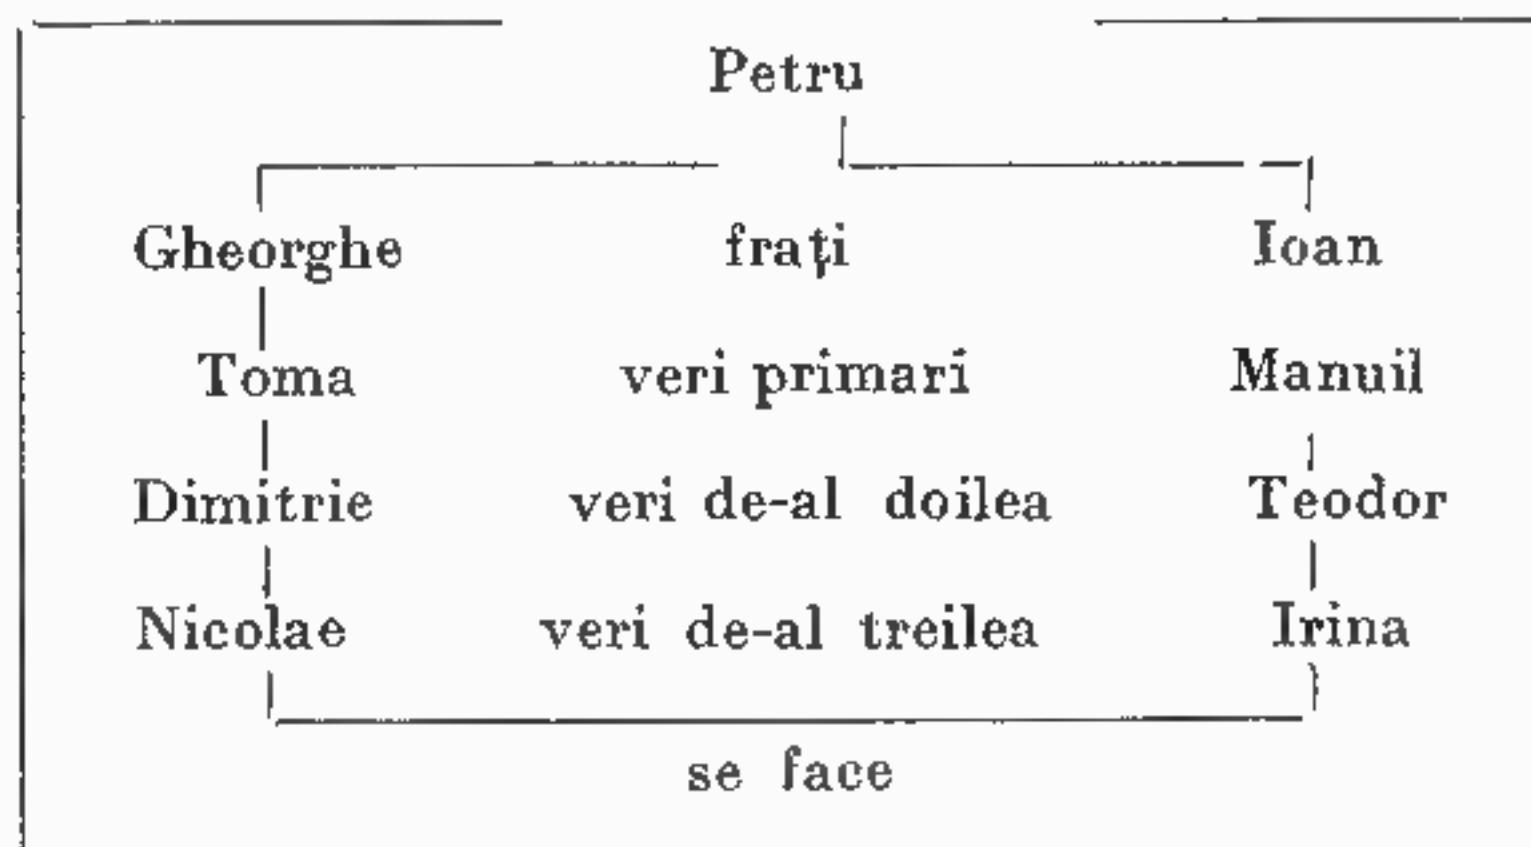 Petru
Gheorghe frați Ioan
Toma veri primari Manuil
Dimitrie veri de-al doilea Teodor
Nicolae veri de-al treilea Irina
se face